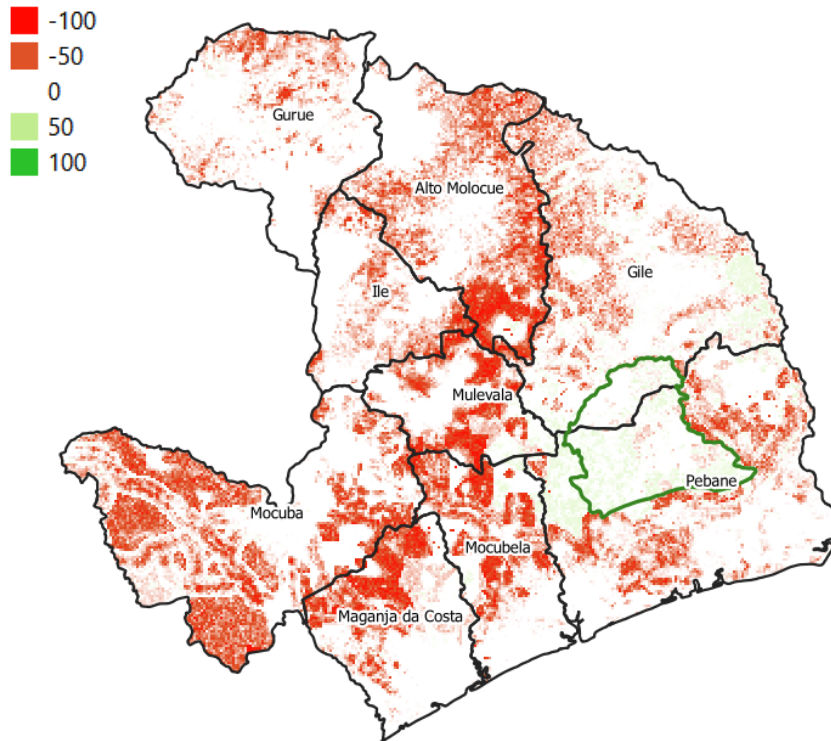 -100
-50
0
50
100
Gurue
Alto Molocue
Gile
Ile
Mulevala
Pebane
Mocuba
Mocubela
Maganja da Costa